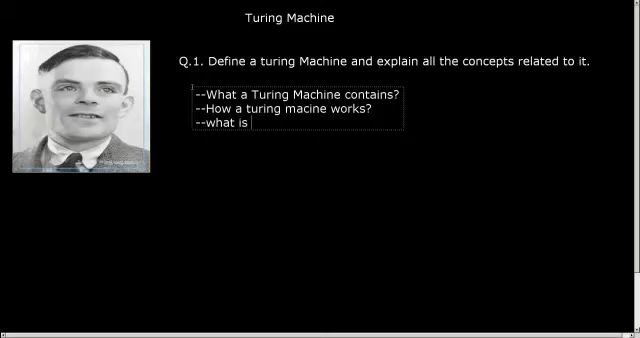 Turing Machine
Q.1. Define a turing Machine and explain all the concepts related to it.
--What a Turing Machine contains?
--How a turing macine works?
--what is